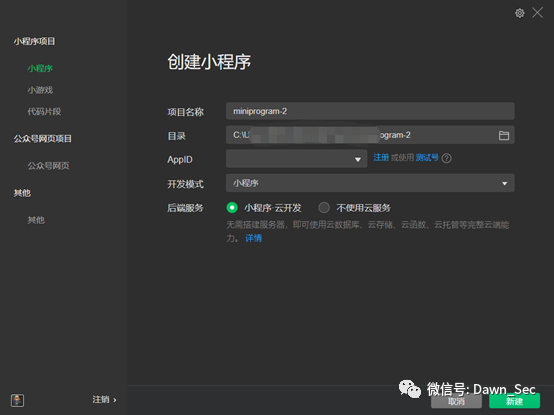 小程序项目
小程序
小游戏
代码片段
公众号网页项目
公众号网页
其他
其他
注销 ›
创建小程序
项目名称 miniprogram-2
目录 C:\U ogram-2
AppID 注册 或使用 测试号 ?
开发模式 小程序
后端服务 小程序·云开发 不使用云服务
无需搭建服务器，即可使用云数据库、云存储、云函数、云托管等完整云端能
力。 详情
微信号: Dawn_Sec
取消 新建